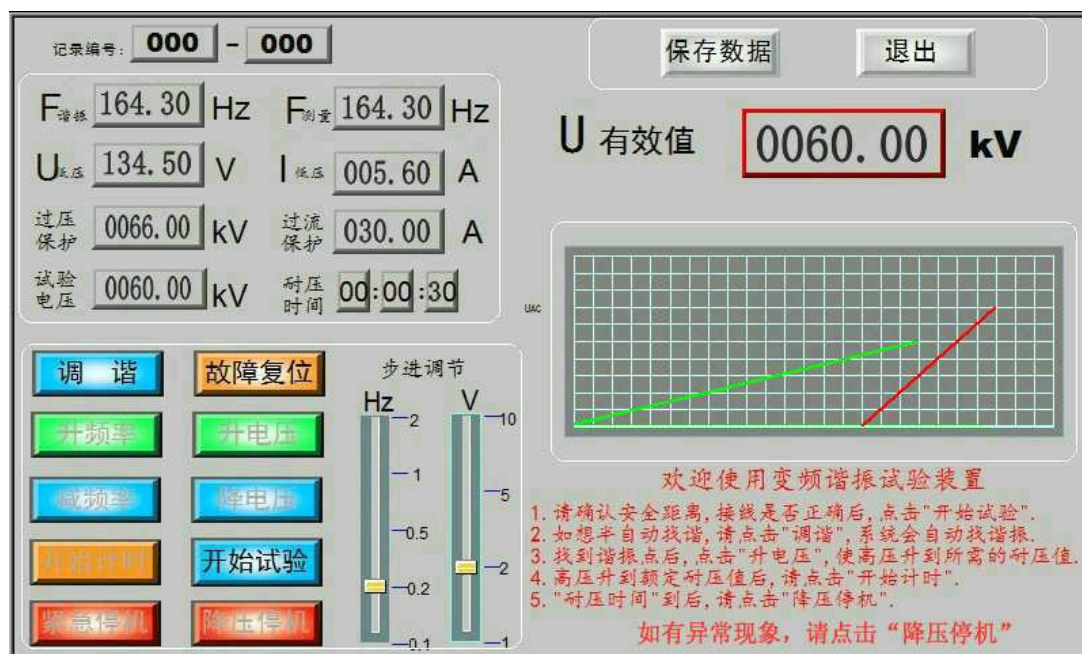 记录编号: 000 - 000
保存数据 退出
F谐振 164.30 Hz F测量 164.30 Hz
U有效值 0060.00 kV
U低压 134.50 V I低压 005.60 A
过压保护 0066.00 kV 过流保护 030.00 A
试验电压 0060.00 kV 耐压时间 00:00:30
UAC
调 谐 故障复位 步进调节
Hz V
升频率 升电压
减频率 降电压
开始计时 开始试验
紧急停机 降压停机
2 10
1
5
0.5
2
0.2
0.1 1
欢迎使用变频谐振试验装置
1.请确认安全距离,接线是否正确后,点击"开始试验".
2.如想半自动找谐,请点击"调谐",系统会自动找谐振.
3.找到谐振点后,点击"升电压",使高压升到所需的耐压值.
4.高压升到额定耐压值后,请点击"开始计时".
5."耐压时间"到后,请点击"降压停机".
如有异常现象，请点击“降压停机”